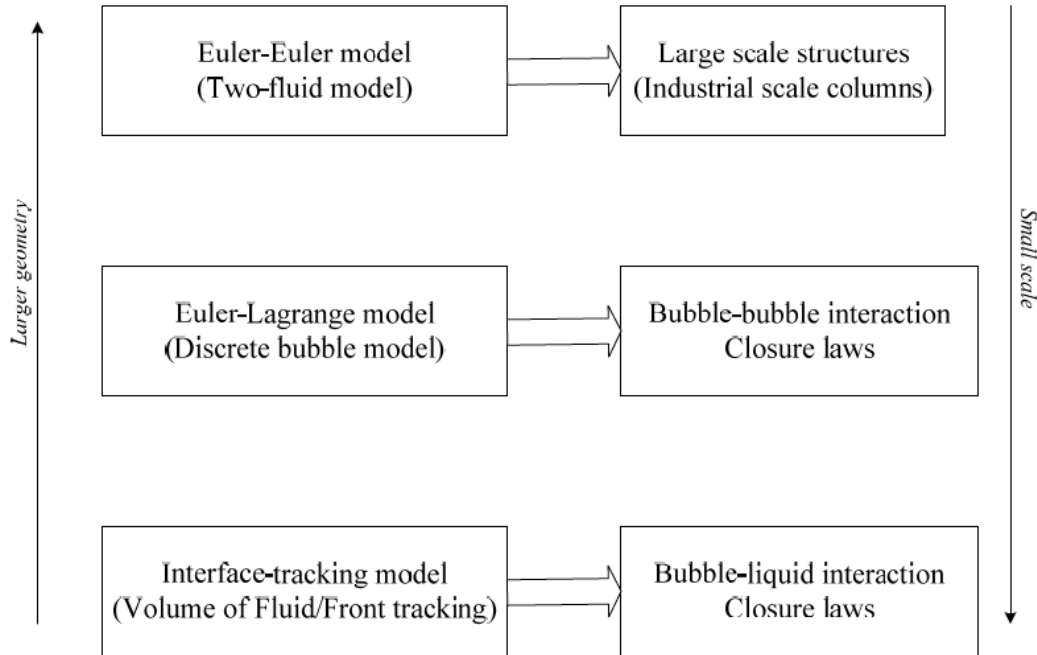 Euler-Euler model
(Two-fluid model)
Large scale structures
(Industrial scale columns)
Larger geometry
Small scale
Euler-Lagrange model
(Discrete bubble model)
Bubble-bubble interaction
Closure laws
Interface-tracking model
(Volume of Fluid/Front tracking)
Bubble-liquid interaction
Closure laws